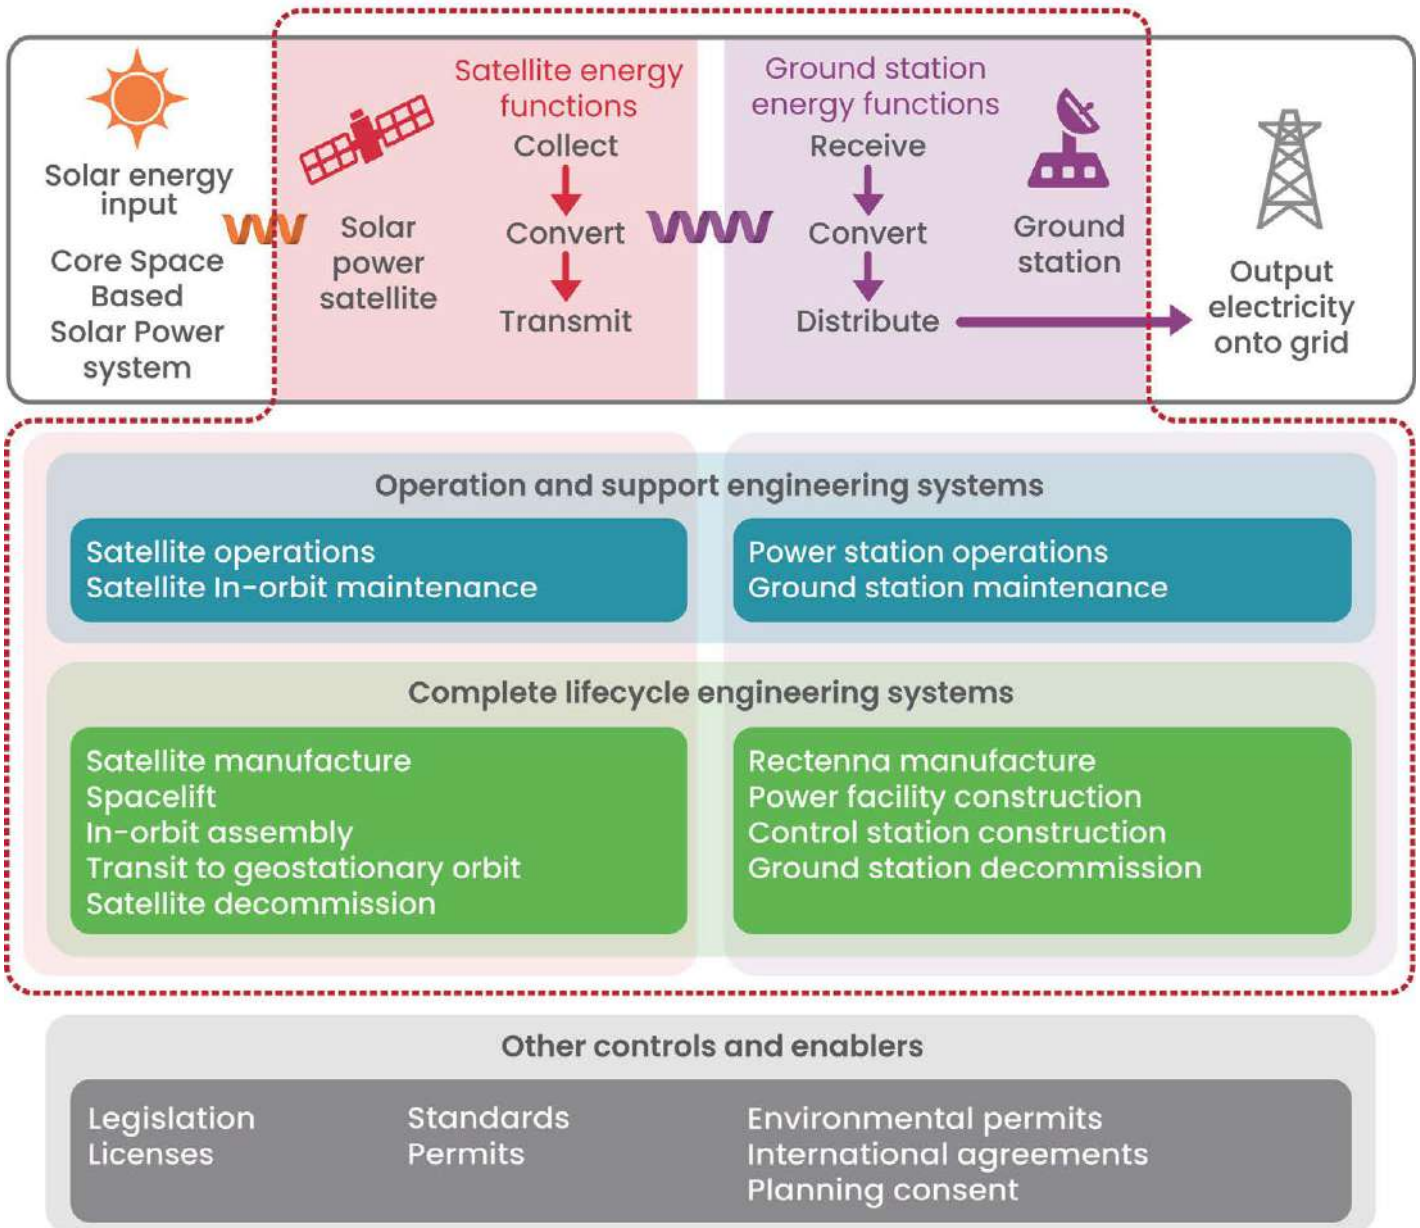 Solar energy
input
Core Space
Based
Solar Power
system
Solar
power
satellite
Satellite energy
functions
Collect
Convert
Transmit
Ground station
energy functions
Receive
Convert
Distribute
Ground
station
Output
electricity
onto grid
Operation and support engineering systems
Satellite operations
Satellite In-orbit maintenance
Power station operations
Ground station maintenance
Complete lifecycle engineering systems
Satellite manufacture
Spacelift
In-orbit assembly
Transit to geostationary orbit
Satellite decommission
Rectenna manufacture
Power facility construction
Control station construction
Ground station decommission
Other controls and enablers
Legislation
Licenses
Standards
Permits
Environmental permits
International agreements
Planning consent